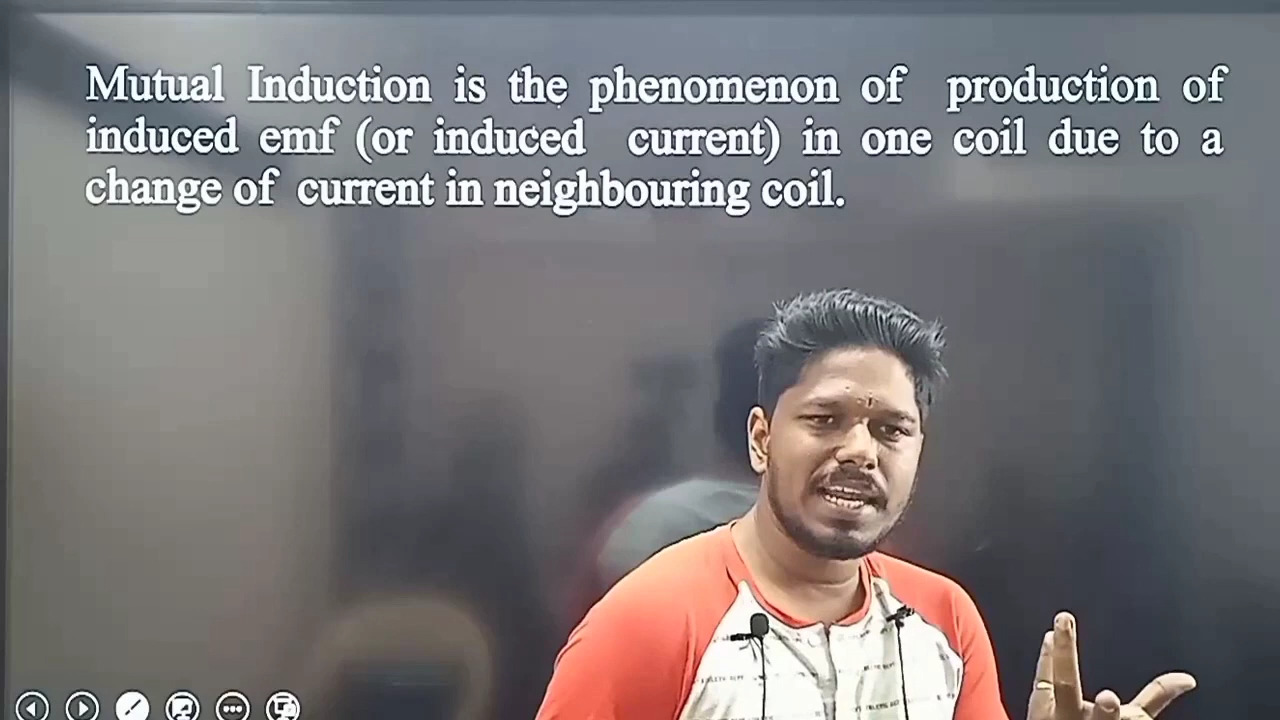 Mutual Induction is the phenomenon of production of
induced emf (or induced current) in one coil due to a
change of current in neighbouring coil.